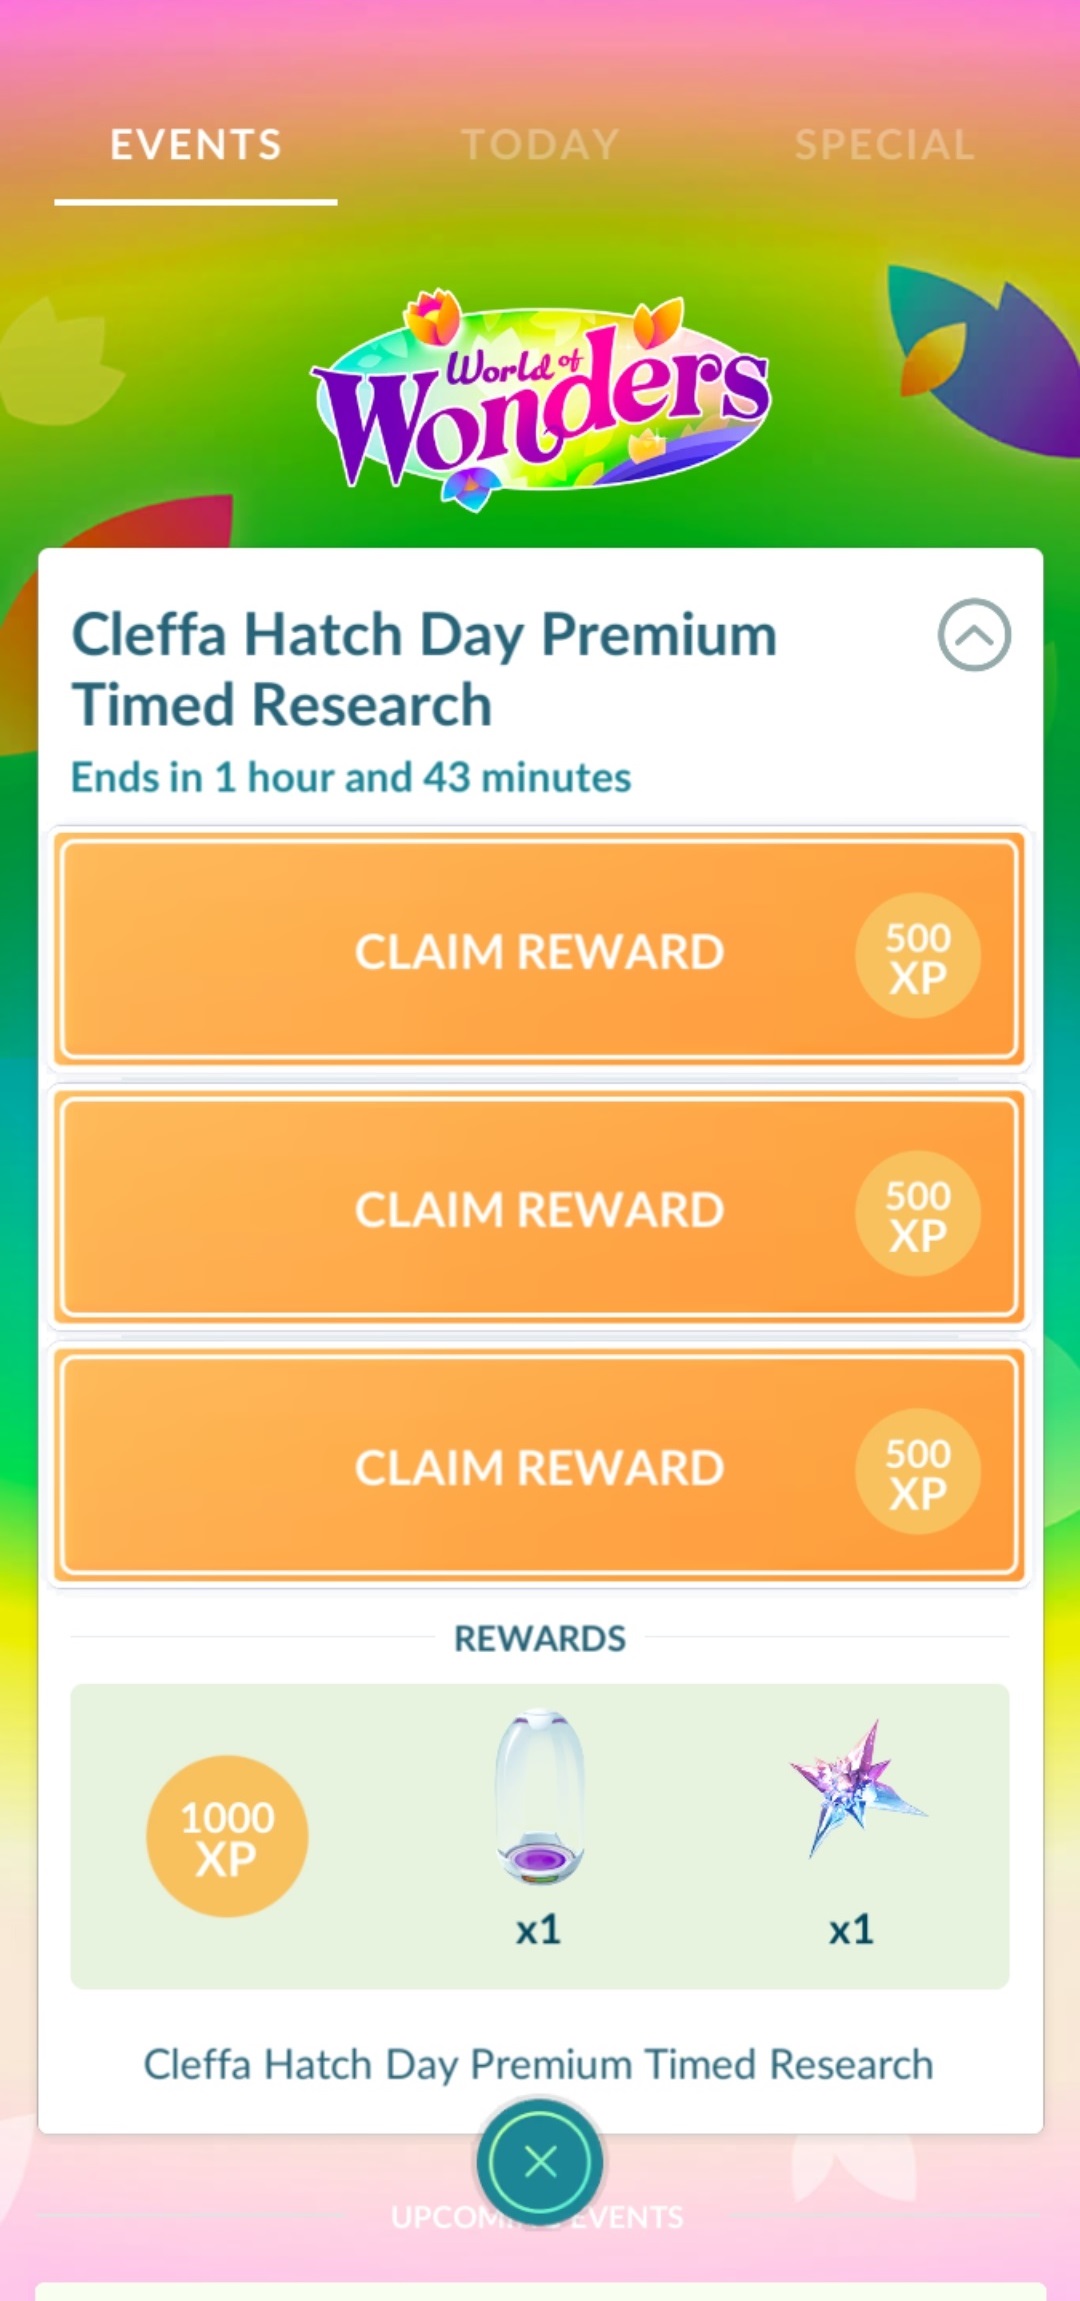 EVENTS
TODAY
SPECIAL
World of
Wonders
Cleffa Hatch Day Premium
Timed Research
Ends in 1 hour and 43 minutes
CLAIM REWARD
500
XP
CLAIM REWARD
500
XP
CLAIM REWARD
500
XP
REWARDS
1000
XP
x1
x1
Cleffa Hatch Day Premium Timed Research
EVENTS